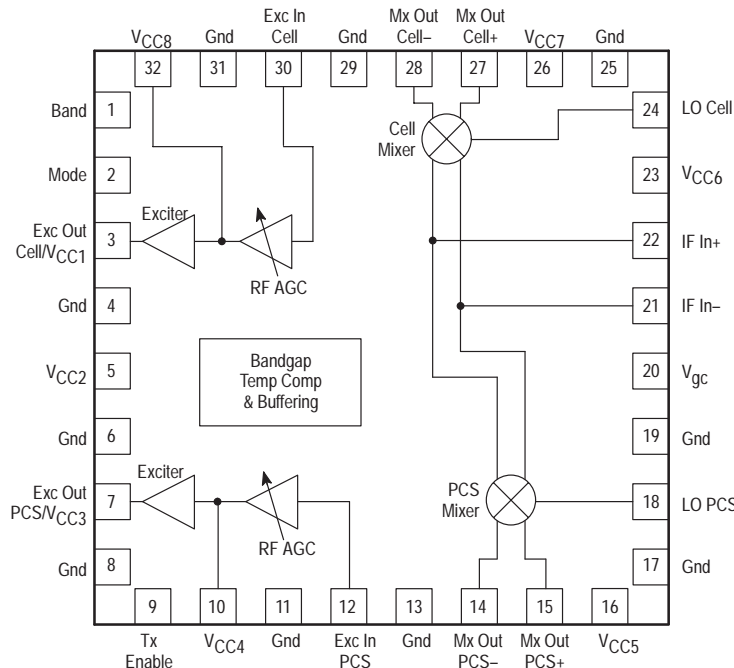 Exc In
Cell
Mx Out
Cell–
Mx Out
Cell+
VCC8
Gnd
Gnd
VCC7
Gnd
32
31
30
29
28
27
26
25
Band
1
24
LO Cell
Cell
Mixer
Mode
2
23
VCC6
Exc Out
Cell/VCC1
3
Exciter
RF AGC
22
IF In+
Gnd
4
21
IF In–
VCC2
5
Bandgap
Temp Comp
& Buffering
20
Vgc
Gnd
6
19
Gnd
Exc Out
PCS/VCC3
7
Exciter
RF AGC
PCS
Mixer
18
LO PCS
Gnd
8
17
Gnd
9
10
11
12
13
14
15
16
Tx
Enable
VCC4
Gnd
Exc In
PCS
Gnd
Mx Out
PCS–
Mx Out
PCS+
VCC5